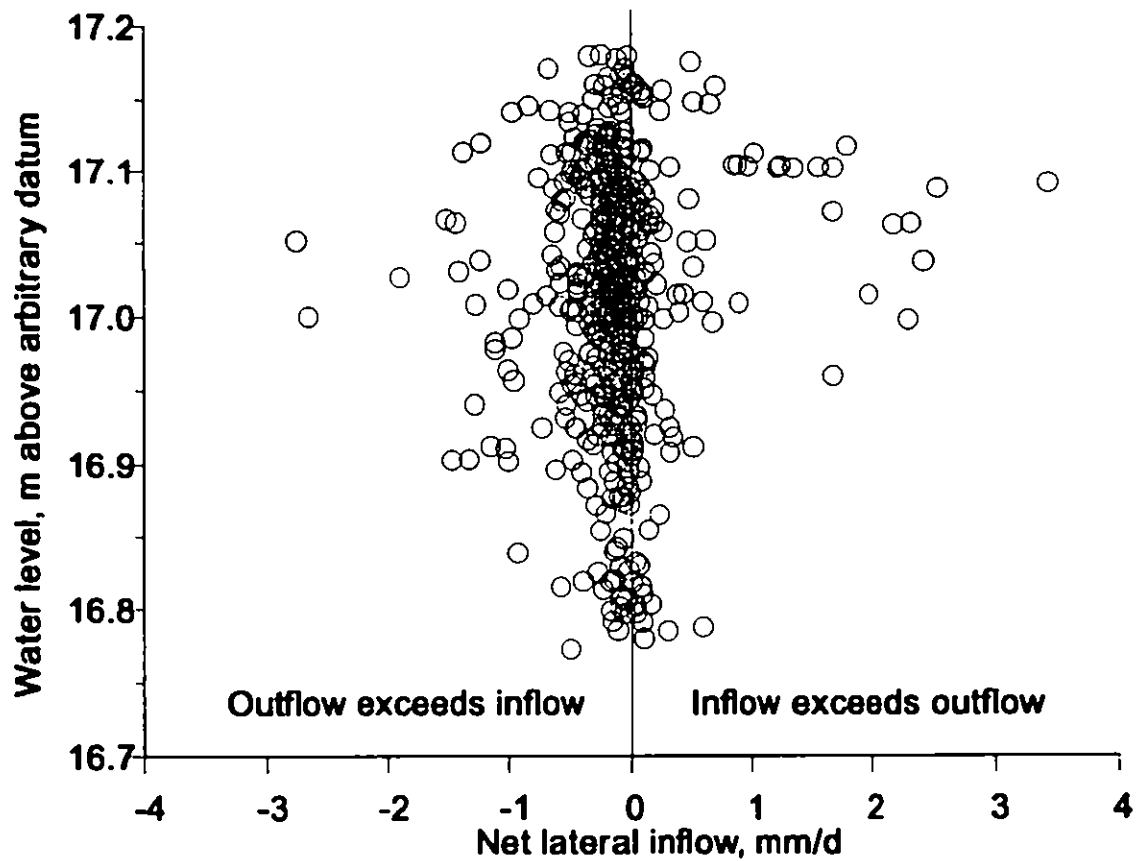 Water level, m above arbitrary datum
17.2
17.1
17.0
16.9
16.8
16.7
Outflow exceeds inflow
Inflow exceeds outflow
-4 -3 -2 -1 0 1 2 3 4
Net lateral inflow, mm/d